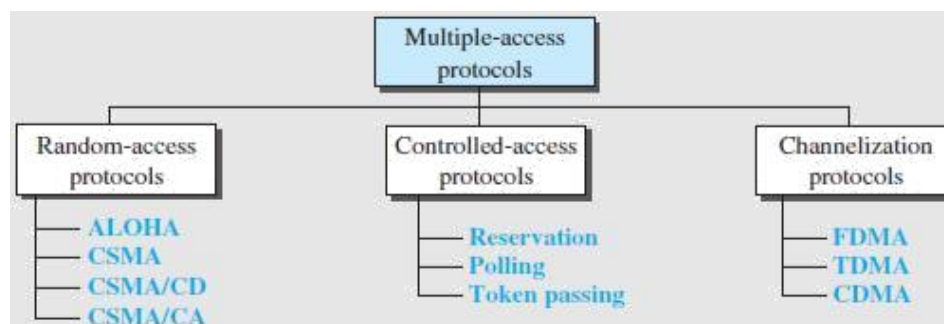 Multiple-access
protocols
Random-access
protocols
Controlled-access
protocols
Channelization
protocols
ALOHA
CSMA
CSMA/CD
CSMA/CA
Reservation
Polling
Token passing
FDMA
TDMA
CDMA